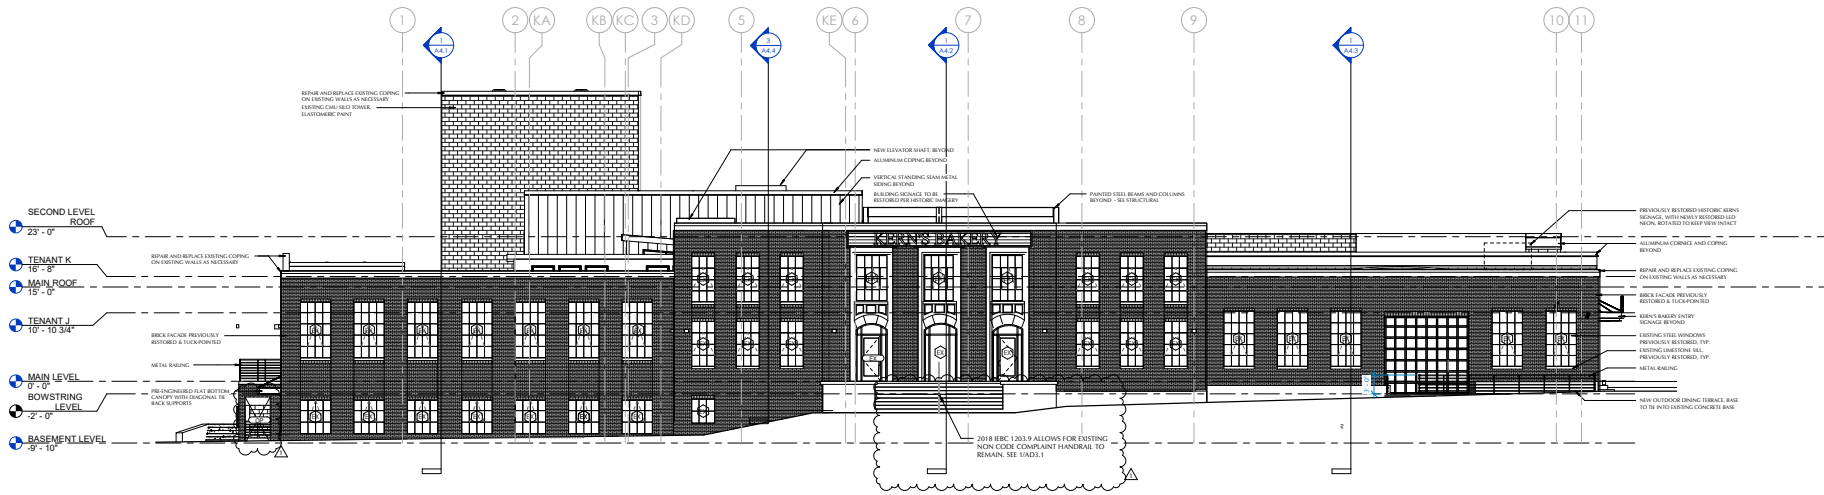 1
2
KA
KB
KC
3
KD
5
KE
6
7
8
9
10
11
1
A4.1
3
A4.4
1
A4.2
1
A4.3
REPAIR AND REPLACE EXISTING COPING
ON EXISTING WALLS AS NECESSARY
EXISTING CMU SILO TOWER,
ELASTOMERIC PAINT
NEW ELEVATOR SHAFT, BEYOND
ALUMINUM COPING BEYOND
VERTICAL STANDING SEAM METAL
SIDING BEYOND
BUILDING SIGNAGE TO BE
RESTORED PER HISTORIC IMAGERY
PAINTED STEEL BEAMS AND COLUMNS
BEYOND - SEE STRUCTURAL
PREVIOUSLY RESTORED HISTORIC KERNS
SIGNAGE, WITH NEWLY RESTORED LED
NEON, ROTATED TO KEEP VIEW INTACT
ALUMINUM CORNICE AND COPING
BEYOND
REPAIR AND REPLACE EXISTING COPING
ON EXISTING WALLS AS NECESSARY
BRICK FACADE PREVIOUSLY
RESTORED & TUCK-POINTED
KERN'S BAKERY ENTRY
SIGNAGE BEYOND
EXISTING STEEL WINDOWS
PREVIOUSLY RESTORED, TYP.
EXISTING LIMESTONE SILL,
PREVIOUSLY RESTORED, TYP.
METAL RAILING
NEW OUTDOOR DINING TERRACE, BASE
TO TIE INTO EXISTING CONCRETE BASE
SECOND LEVEL
ROOF
23' - 0"
TENANT K
16' - 8"
MAIN ROOF
15' - 0"
TENANT J
10' - 10 3/4"
MAIN LEVEL
0' - 0"
BOWSTRING
LEVEL
-2' - 0"
BASEMENT LEVEL
-9' - 10"
REPAIR AND REPLACE EXISTING COPING
ON EXISTING WALLS AS NECESSARY
BRICK FACADE PREVIOUSLY
RESTORED & TUCK-POINTED
METAL RAILING
PRE-ENGINEERED FLAT BOTTOM
CANOPY WITH DIAGONAL TIE
BACK SUPPORTS
KERN'S BAKERY
EX
EX
EX
2018 IEBC 1203.9 ALLOWS FOR EXISTING
NON CODE COMPLAINT HANDRAIL TO
REMAIN. SEE 1/AD3.1